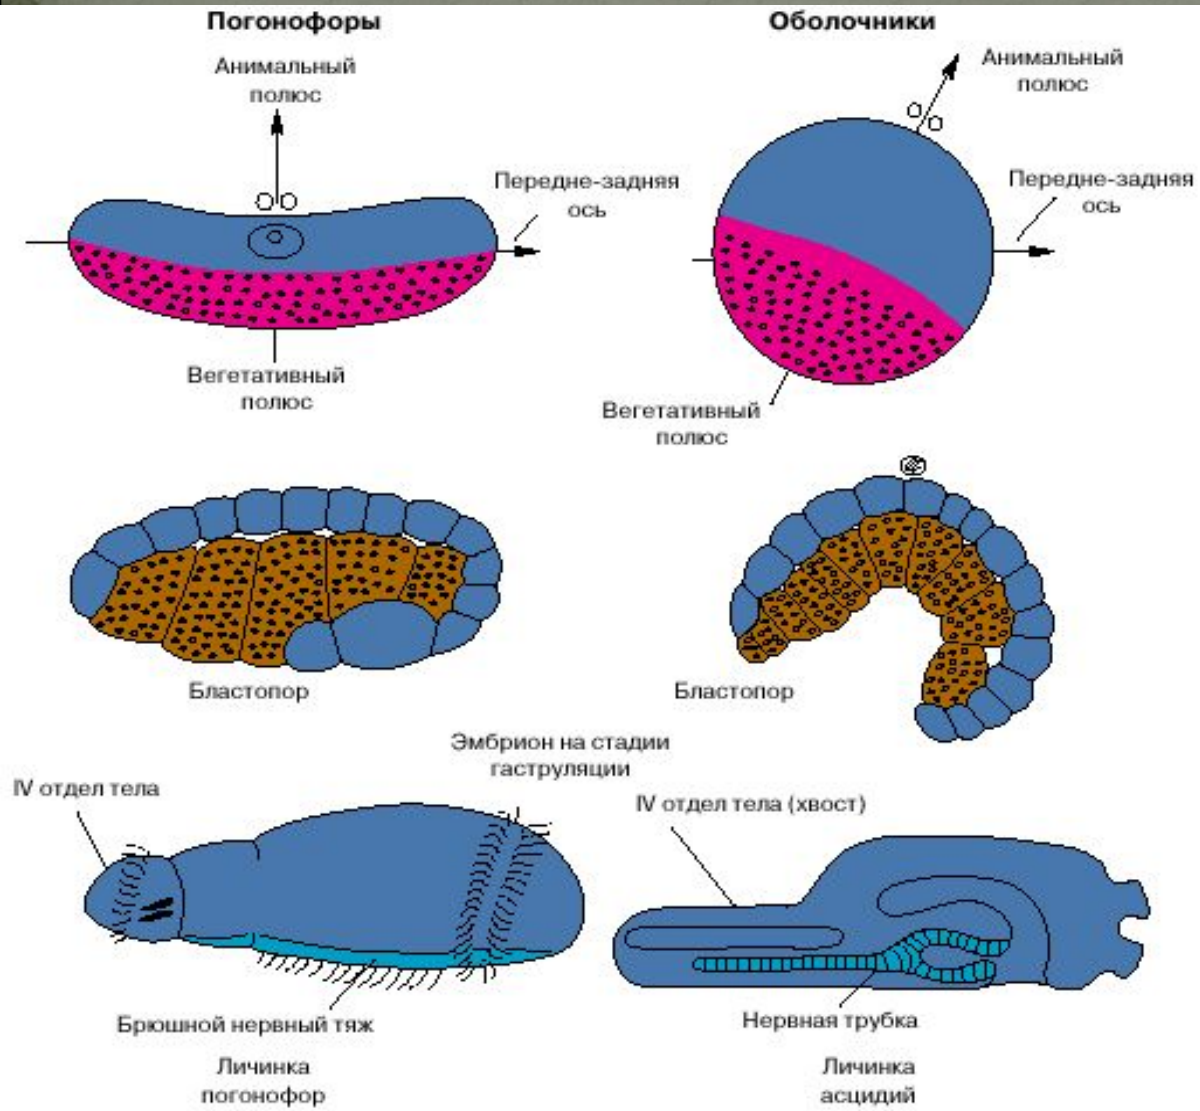 Погонофоры
Оболочники
Анимальный
полюс
Анимальный
полюс
Передне-задняя
ось
Передне-задняя
ось
Вегетативный
полюс
Вегетативный
полюс
Бластопор
Бластопор
Эмбрион на стадии
гаструляции
IV отдел тела
IV отдел тела (хвост)
Брюшной нервный тяж
Нервная трубка
Личинка
погонофор
Личинка
асцидий